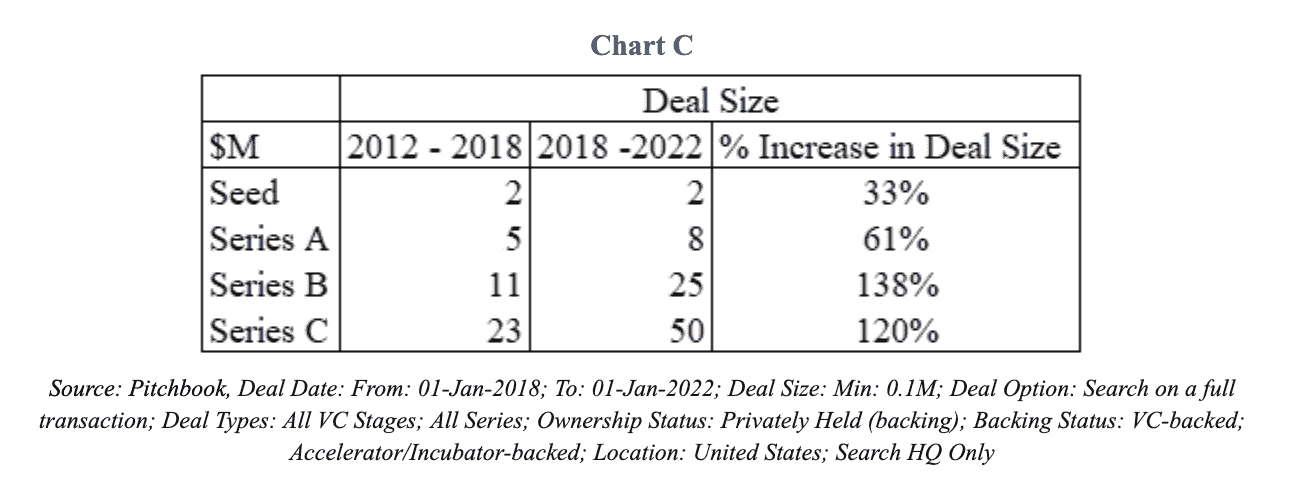 Chart C
Deal Size
$M 2012 - 2018 2018 -2022 % Increase in Deal Size
Seed 2 2 33%
Series A 5 8 61%
Series B 11 25 138%
Series C 23 50 120%
Source: Pitchbook, Deal Date: From: 01-Jan-2018; To: 01-Jan-2022; Deal Size: Min: 0.1M; Deal Option: Search on a full
transaction; Deal Types: All VC Stages; All Series; Ownership Status: Privately Held (backing); Backing Status: VC-backed;
Accelerator/Incubator-backed; Location: United States; Search HQ Only